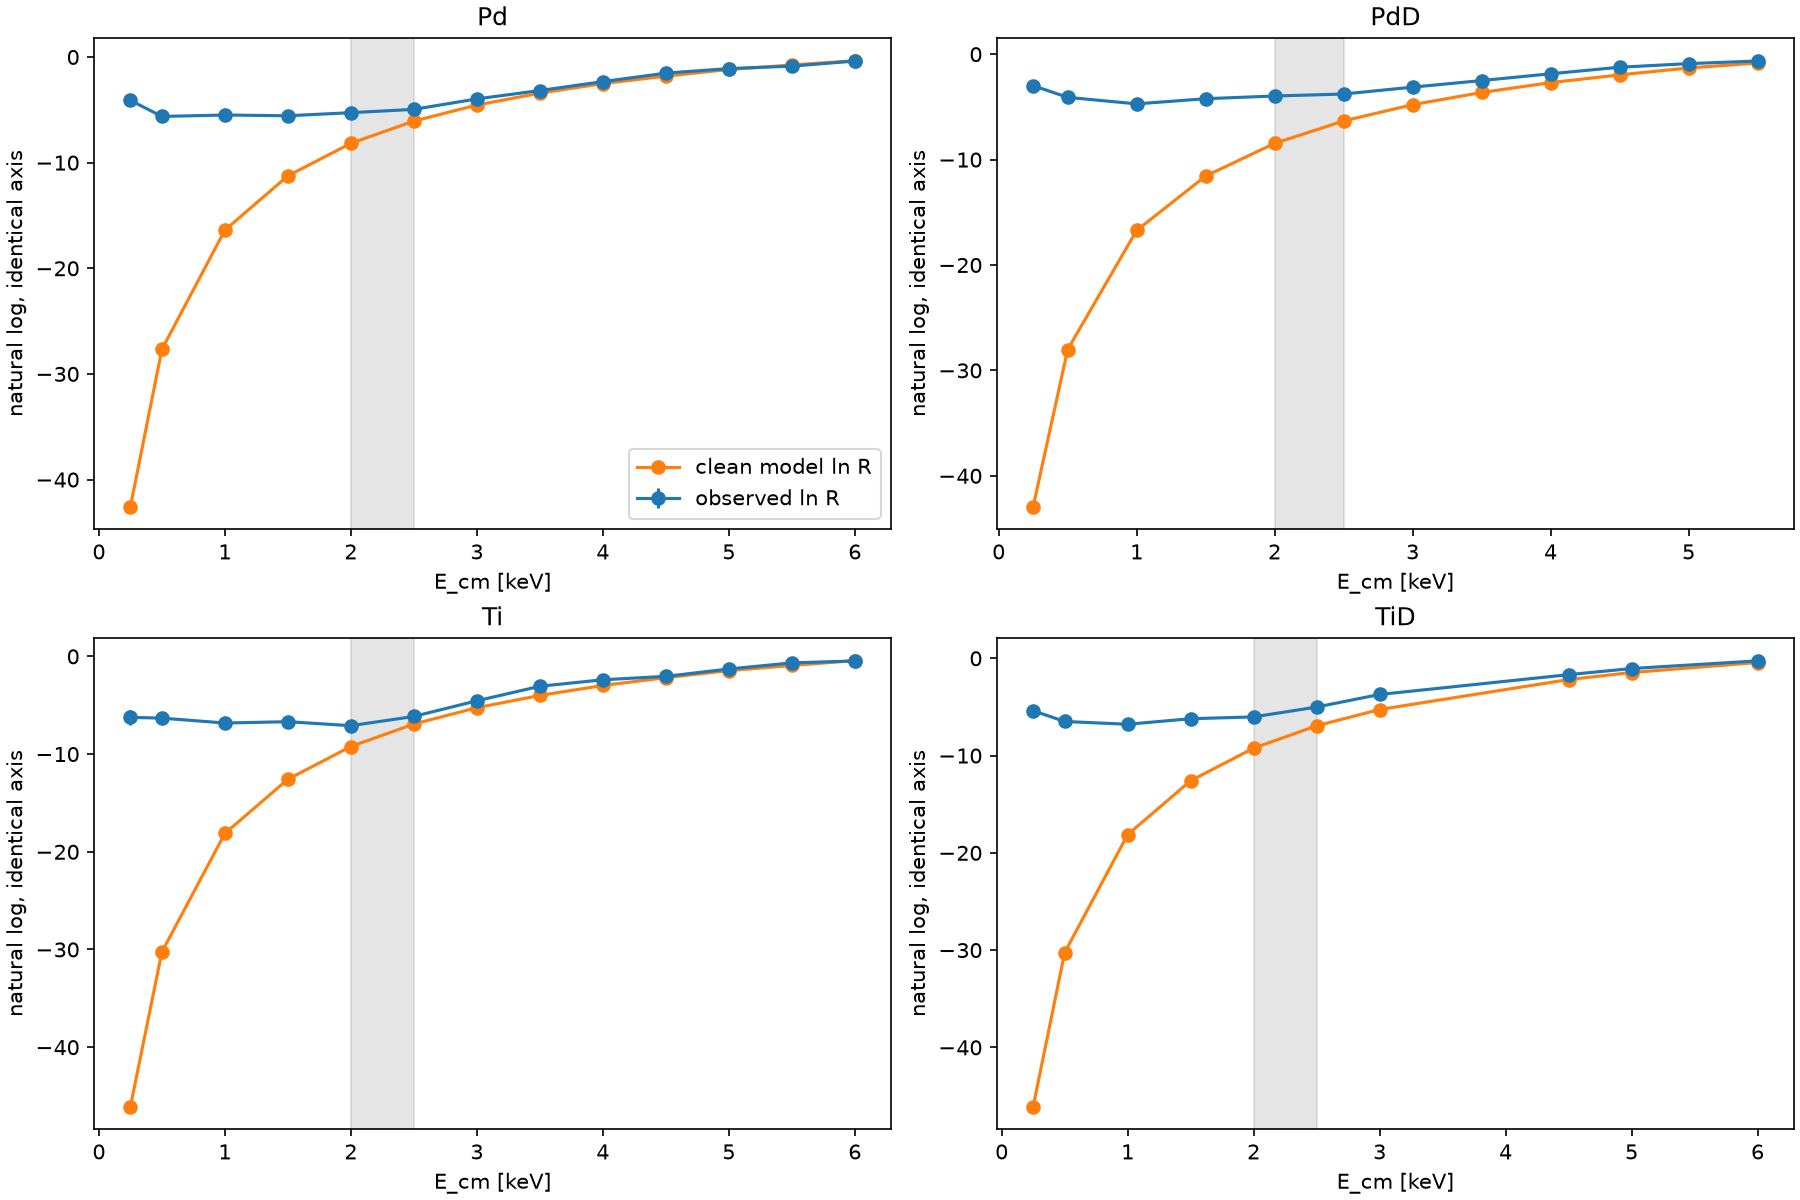 Pd
0
−10
−20
−30
−40
natural log, identical axis
0 1 2 3 4 5 6
E_cm [keV]
clean model ln R
observed ln R
PdD
0
−10
−20
−30
−40
natural log, identical axis
0 1 2 3 4 5
E_cm [keV]
Ti
0
−10
−20
−30
−40
natural log, identical axis
0 1 2 3 4 5 6
E_cm [keV]
TiD
0
−10
−20
−30
−40
natural log, identical axis
0 1 2 3 4 5 6
E_cm [keV]